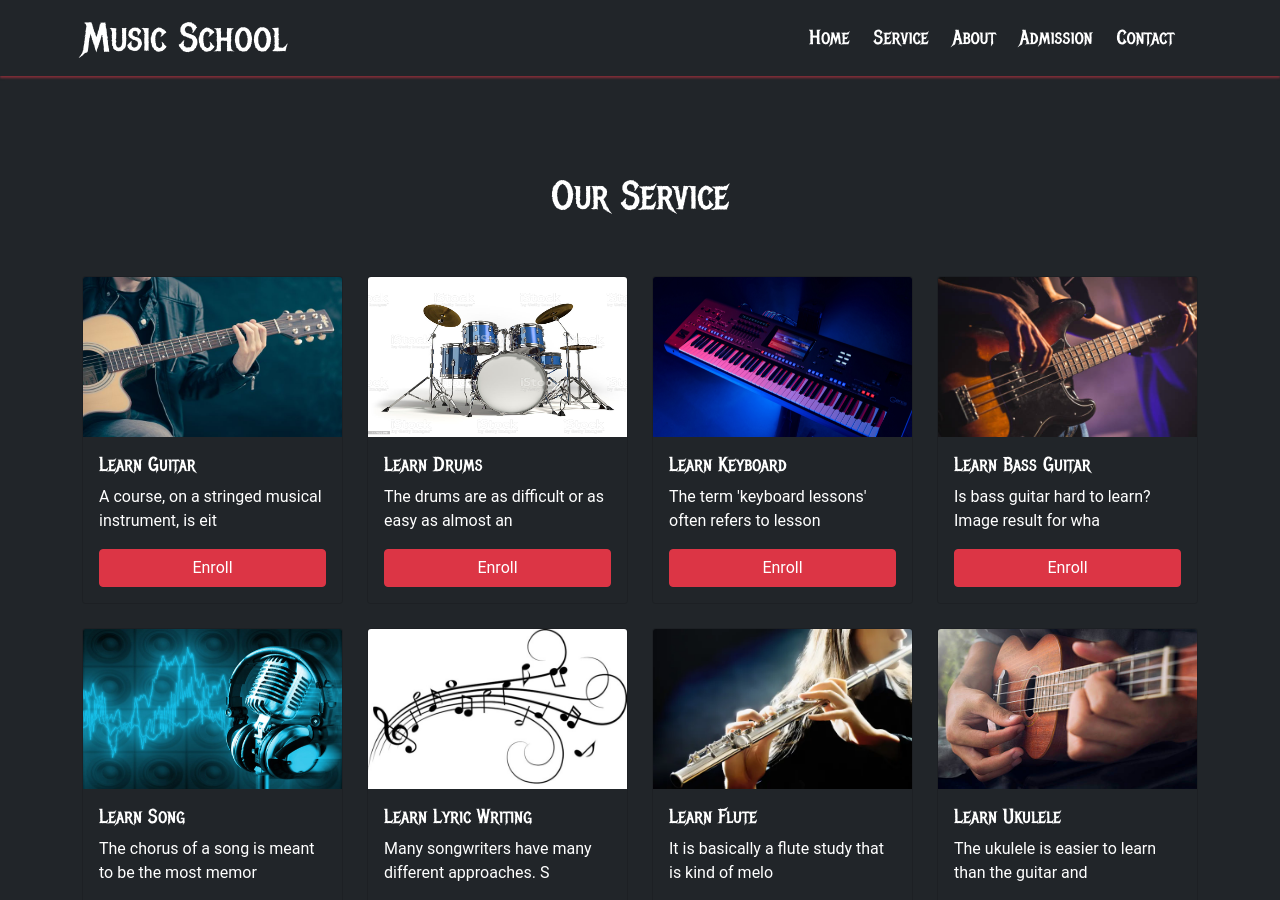 Music School
Home Service About Admission Contact
Our Service
Learn Guitar
A course, on a stringed musical
instrument, is eit
Enroll
Learn Drums
The drums are as difficult or as
easy as almost an
Enroll
Learn Keyboard
The term 'keyboard lessons'
often refers to lesson
Enroll
Learn Bass Guitar
Is bass guitar hard to learn?
Image result for wha
Enroll
Learn Song
The chorus of a song is meant
to be the most memor
Learn Lyric Writing
Many songwriters have many
different approaches. S
Learn Flute
It is basically a flute study that
is kind of melo
Learn Ukulele
The ukulele is easier to learn
than the guitar and